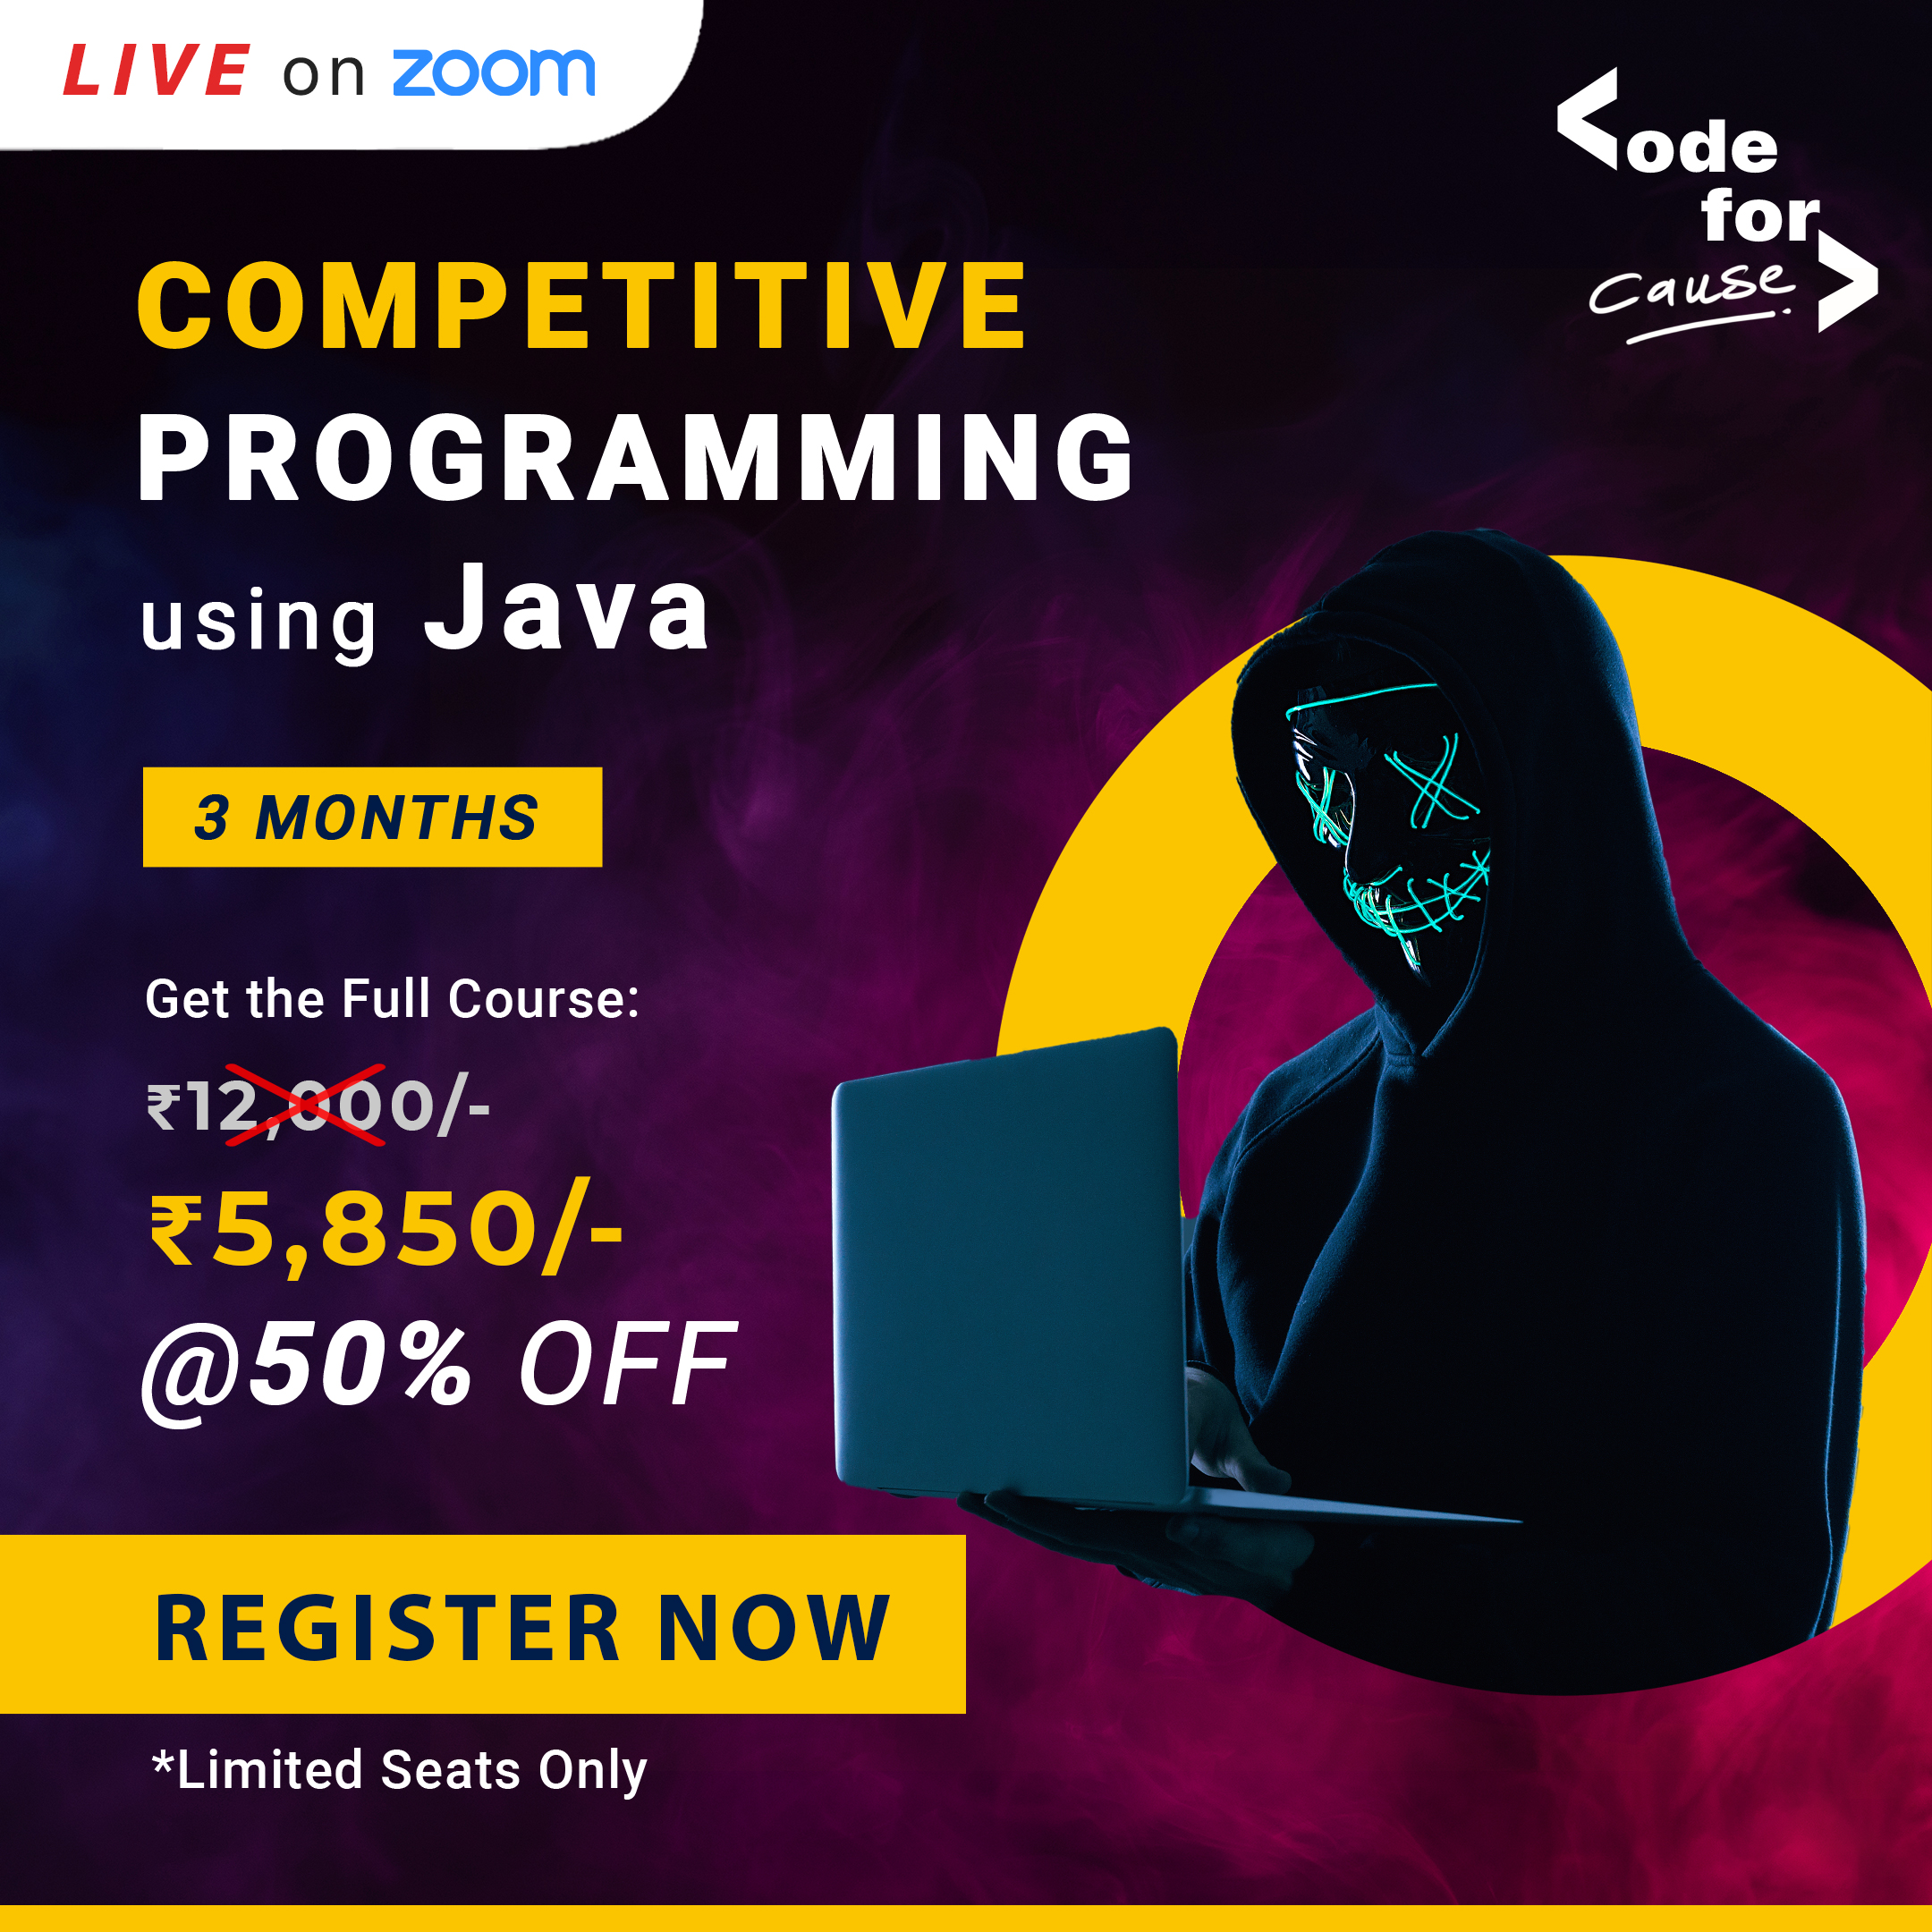 LIVE on zoom
<ode
for>
cause.
COMPETITIVE
PROGRAMMING
using Java
3 MONTHS
Get the Full Course:
₹12,000/-
₹5,850/-
@50% OFF
REGISTER NOW
*Limited Seats Only